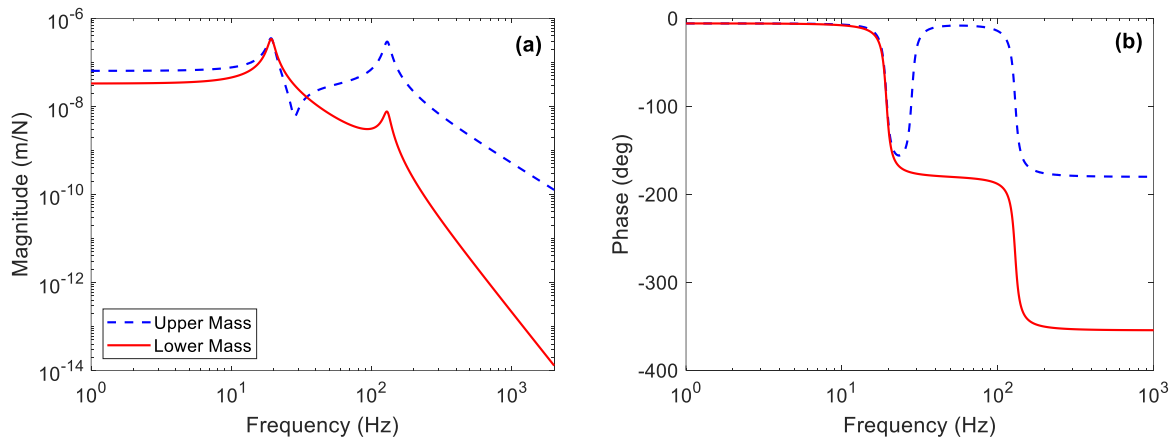 (a)
Magnitude (m/N)
10^-6
10^-8
10^-10
10^-12
10^-14
Upper Mass
Lower Mass
10^0
10^1
10^2
10^3
Frequency (Hz)
(b)
Phase (deg)
0
-100
-200
-300
-400
10^0
10^1
10^2
10^3
Frequency (Hz)